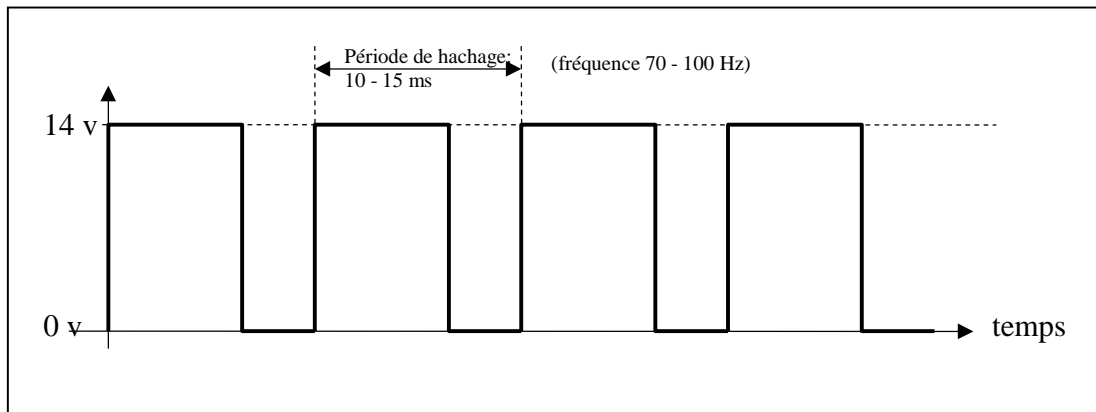 Période de hachage:
10 - 15 ms
(fréquence 70 - 100 Hz)
14 v
0 v
temps